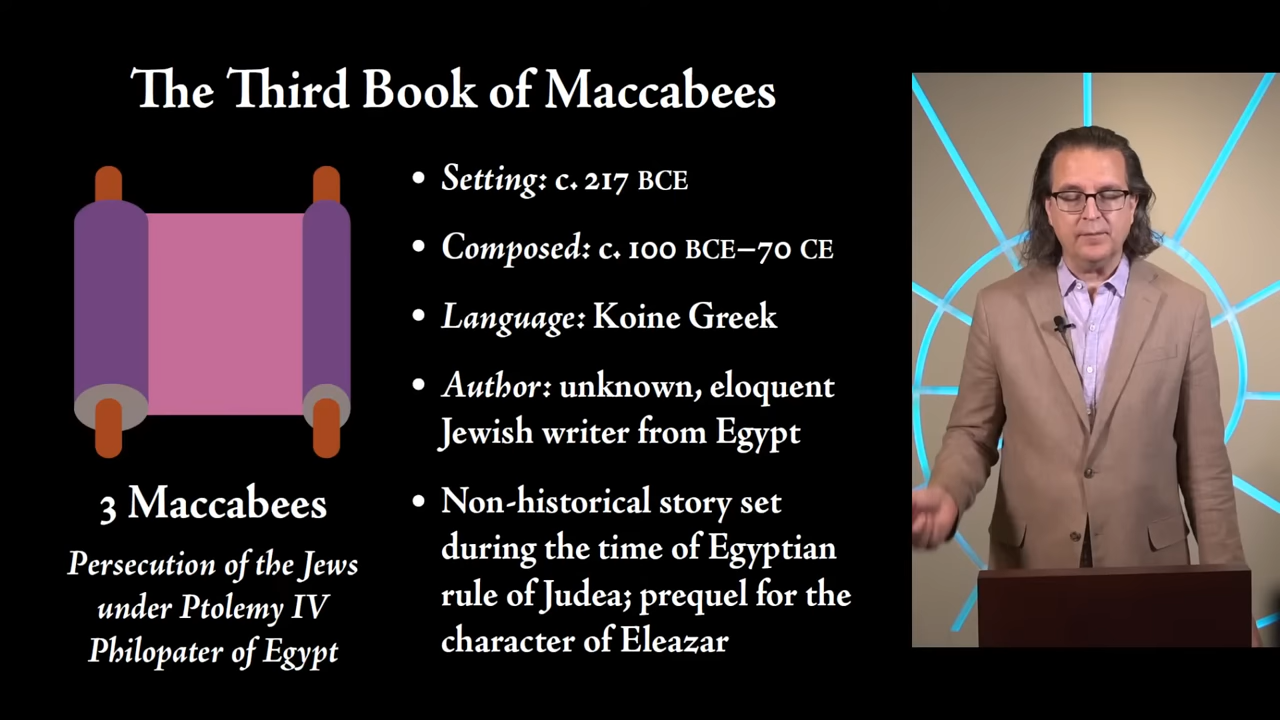 The Third Book of Maccabees
• Setting: c. 217 BCE
• Composed: c. 100 BCE–70 CE
• Language: Koine Greek
• Author: unknown, eloquent
Jewish writer from Egypt
• Non-historical story set
during the time of Egyptian
rule of Judea; prequel for the
character of Eleazar
3 Maccabees
Persecution of the Jews
under Ptolemy IV
Philopater of Egypt